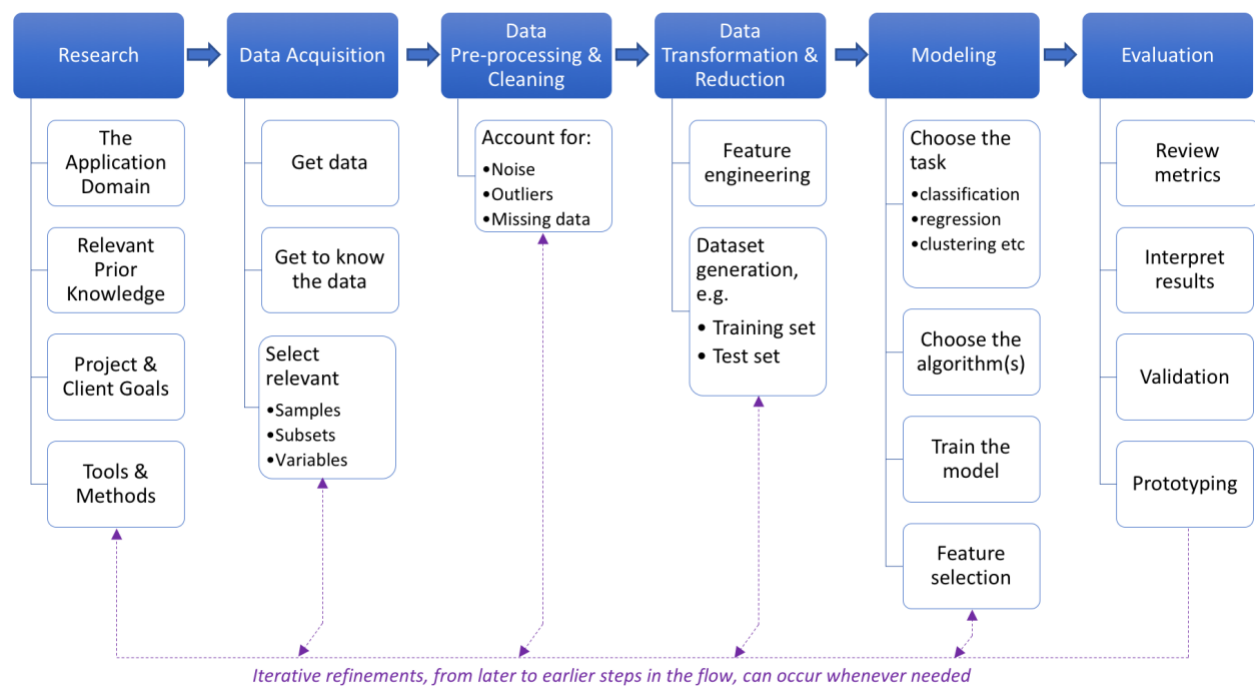 Research
Data Acquisition
Data
Pre-processing &
Cleaning
Data
Transformation &
Reduction
Modeling
Evaluation
The
Application
Domain
Relevant
Prior
Knowledge
Project &
Client Goals
Tools &
Methods
Get data
Get to know
the data
Select
relevant
•Samples
•Subsets
•Variables
Account for:
•Noise
•Outliers
•Missing data
Feature
engineering
Dataset
generation,
e.g.
• Training set
• Test set
Choose the
task
•classification
•regression
•clustering etc
Choose the
algorithm(s)
Train the
model
Feature
selection
Review
metrics
Interpret
results
Validation
Prototyping
Iterative refinements, from later to earlier steps in the flow, can occur whenever needed